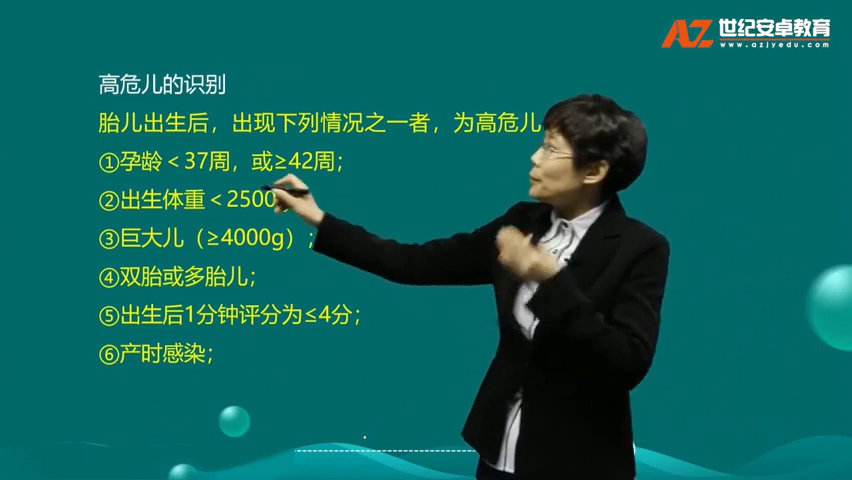 AZ 世纪安卓教育
www.azjyedu.com
高危儿的识别
胎儿出生后，出现下列情况之一者，为高危儿
①孕龄＜37周，或≥42周；
②出生体重＜2500
③巨大儿（≥4000g）；
④双胎或多胎儿；
⑤出生后1分钟评分为≤4分；
⑥产时感染；